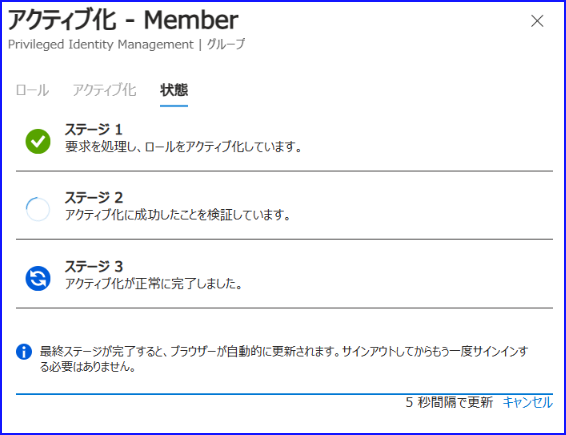 アクティブ化 - Member
Privileged Identity Management | グループ
ロール アクティブ化 状態
ステージ 1
要求を処理し、ロールをアクティブ化しています。
ステージ 2
アクティブ化に成功したことを検証しています。
ステージ 3
アクティブ化が正常に完了しました。
最終ステージが完了すると、ブラウザーが自動的に更新されます。サインアウトしてからもう一度サインインす
る必要はありません。
5 秒間隔で更新 キャンセル